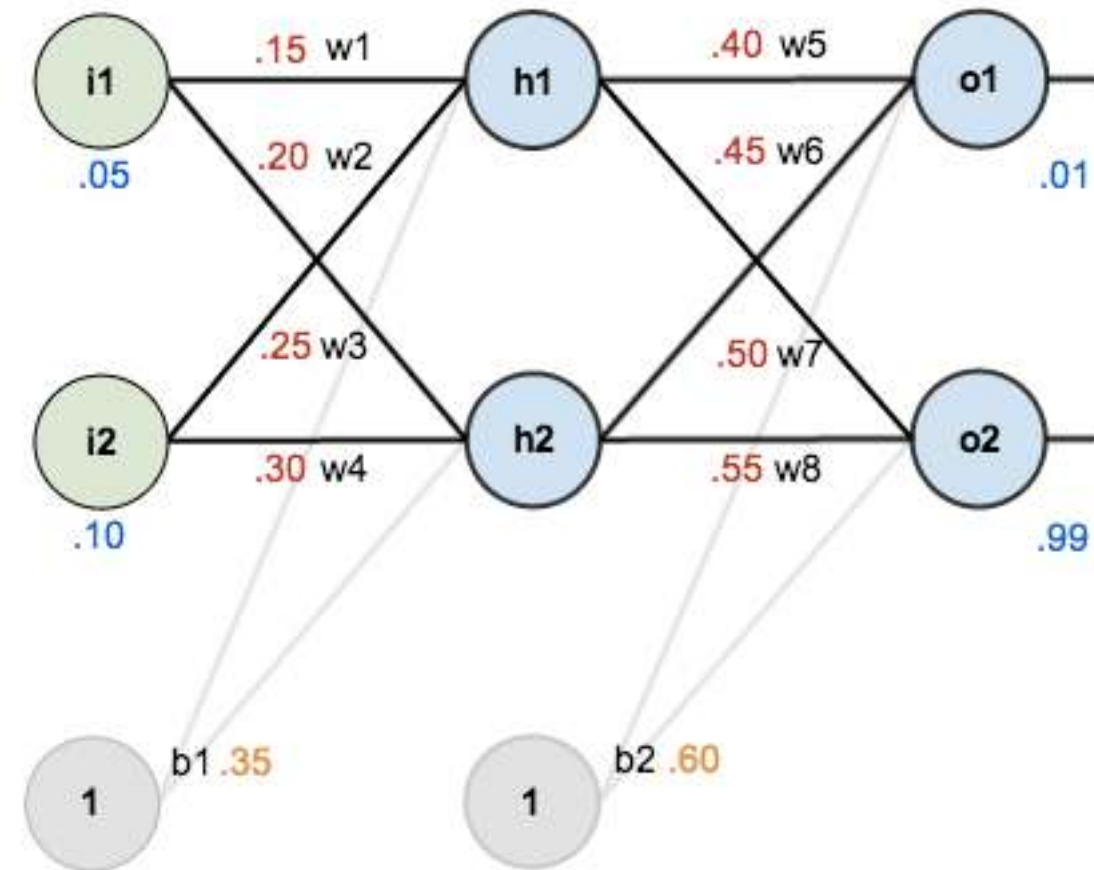 .15 w1
.40 w5
i1
h1
o1
.20 w2
.45 w6
.05
.01
.25 w3
.50 w7
i2
h2
o2
.30 w4
.55 w8
.10
.99
b1 .35
b2 .60
1
1